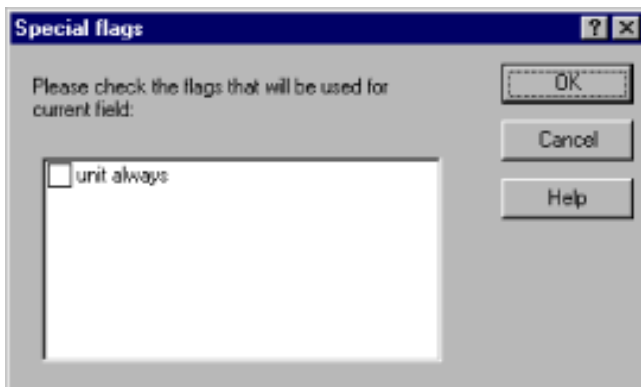 Special flags
Please check the flags that will be used for
current field:
unit always
OK
Cancel
Help